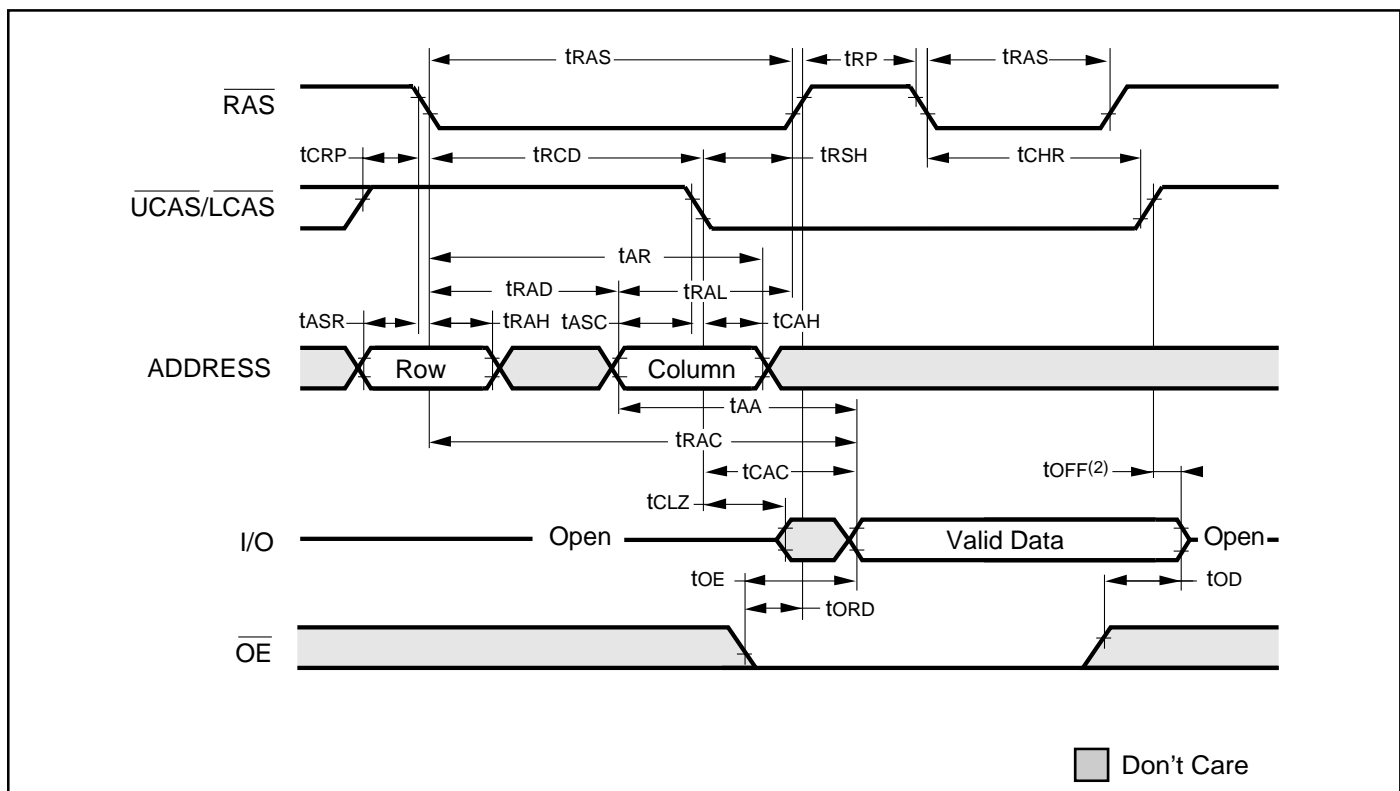 tRAS tRP tRAS
RAS
tCRP tRCD tRSH tCHR
UCAS/LCAS
tAR
tRAD tRAL
tASR tRAH tASC tCAH
ADDRESS Row Column
tAA
tRAC
tCAC tOFF(2)
tCLZ
I/O Open Valid Data Open
tOE tOD
tORD
OE
Don't Care